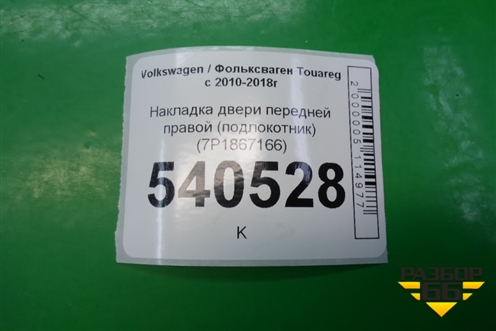 Volkswagen / Фольксваген Touareg
с 2010-2018г
Накладка двери передней
правой (подлокотник)
(7P1867166)
540528
K
2000005114977
РАЗБОР
66